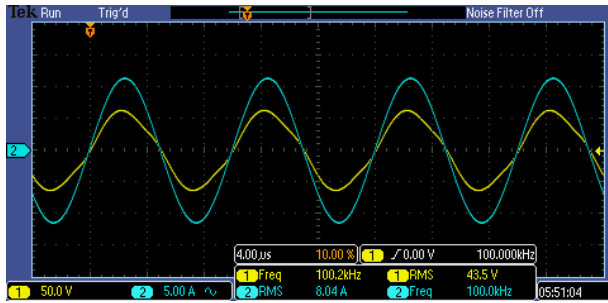 Tek Run Trig'd Noise Filter Off
T
T
2
4.00µs 10.00 % 1 0.00 V 100.000kHz
1 Freq 100.2kHz 1 RMS 43.5 V
1 50.0 V 2 5.00 A 2 RMS 8.04 A 2 Freq 100.0kHz 05:51:04